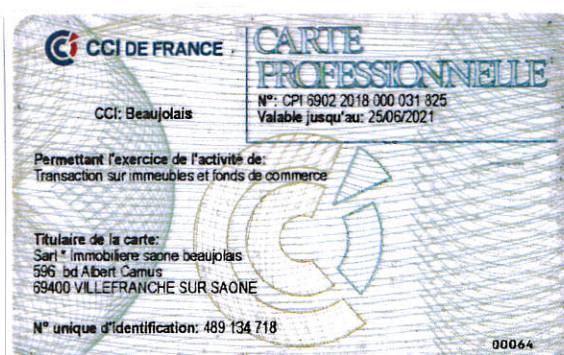 CCI DE FRANCE
CARTE
PROFESSIONNELLE
N°: CPI 6902 2018 000 031 825
Valable jusqu'au: 25/06/2021
CCI: Beaujolais
Permettant l'exercice de l'activité de:
Transaction sur immeubles et fonds de commerce
Titulaire de la carte:
Sarl * Immobiliere saone beaujolais
596 bd Albert Camus
69400 VILLEFRANCHE SUR SAONE
N° unique d'identification: 489 134 718
00064